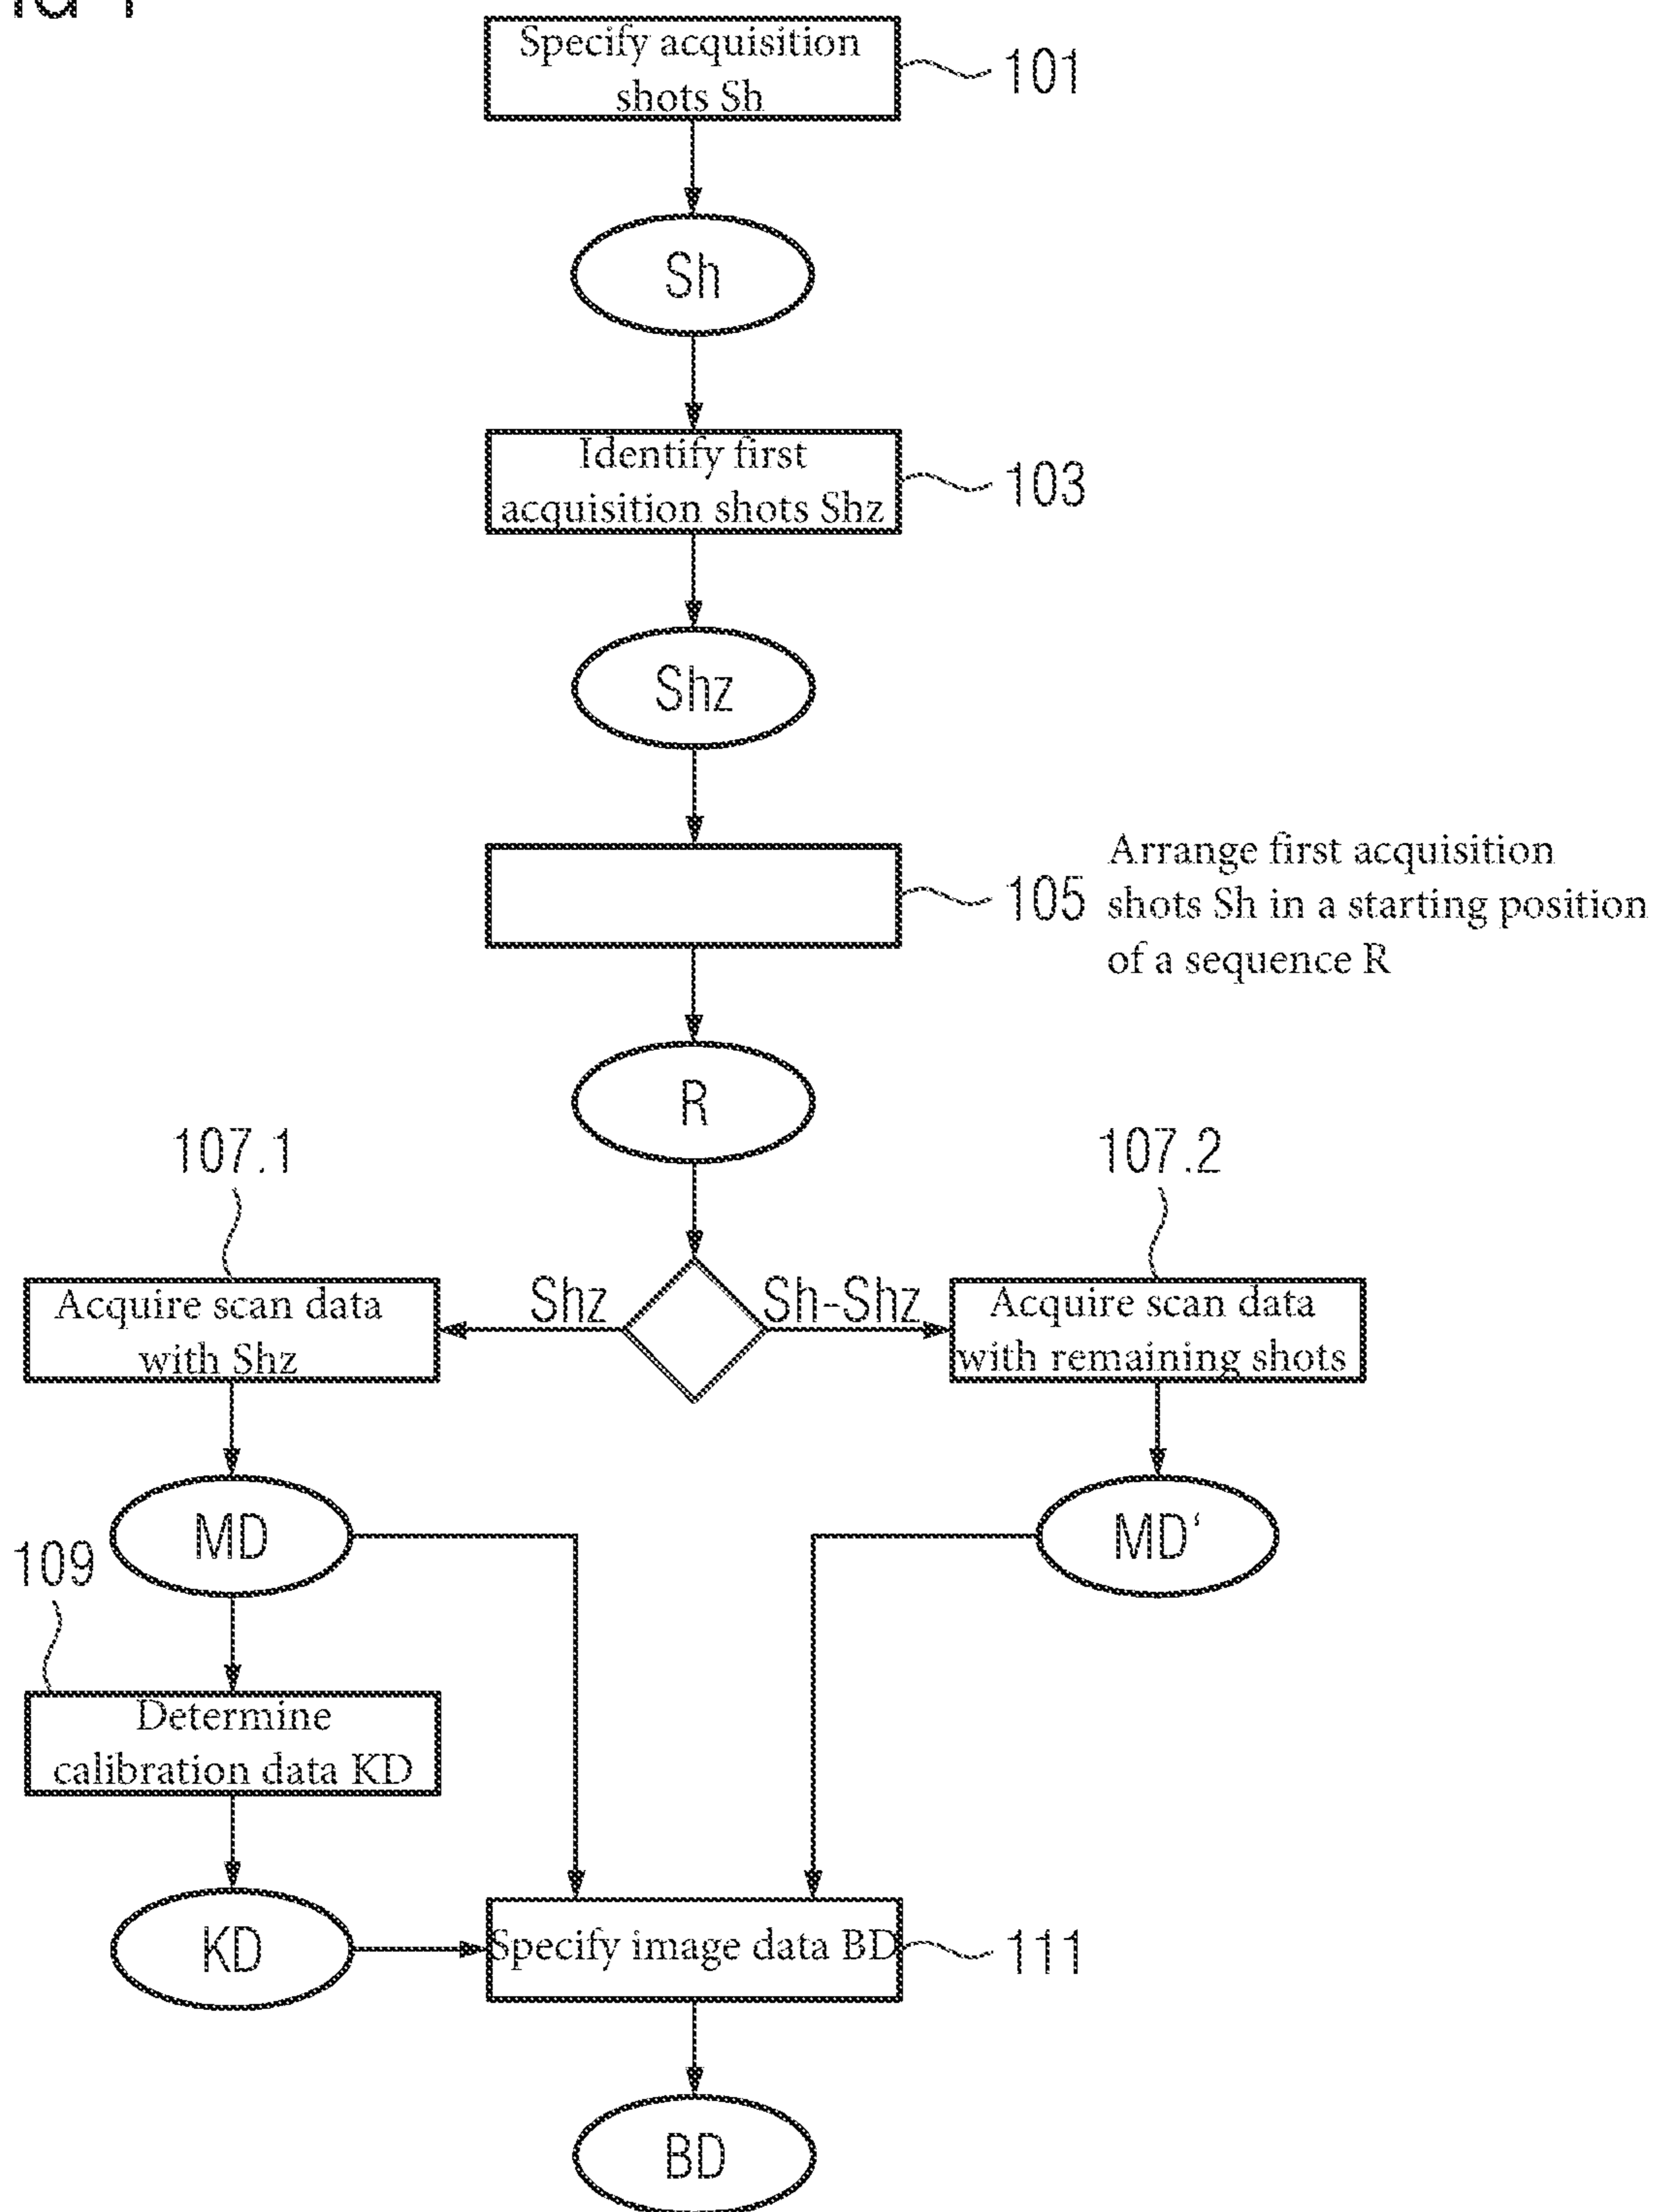 Specify acquisition
shots Sh
101
Sh
Identify first
acquisition shots Shz
103
Shz
105
Arrange first acquisition
shots Sh in a starting position
of a sequence R
R
107.1
107.2
Acquire scan data
with Shz
Shz
Sh-Shz
Acquire scan data
with remaining shots
MD
MD‘
109
Determine
calibration data KD
KD
Specify image data BD
111
BD